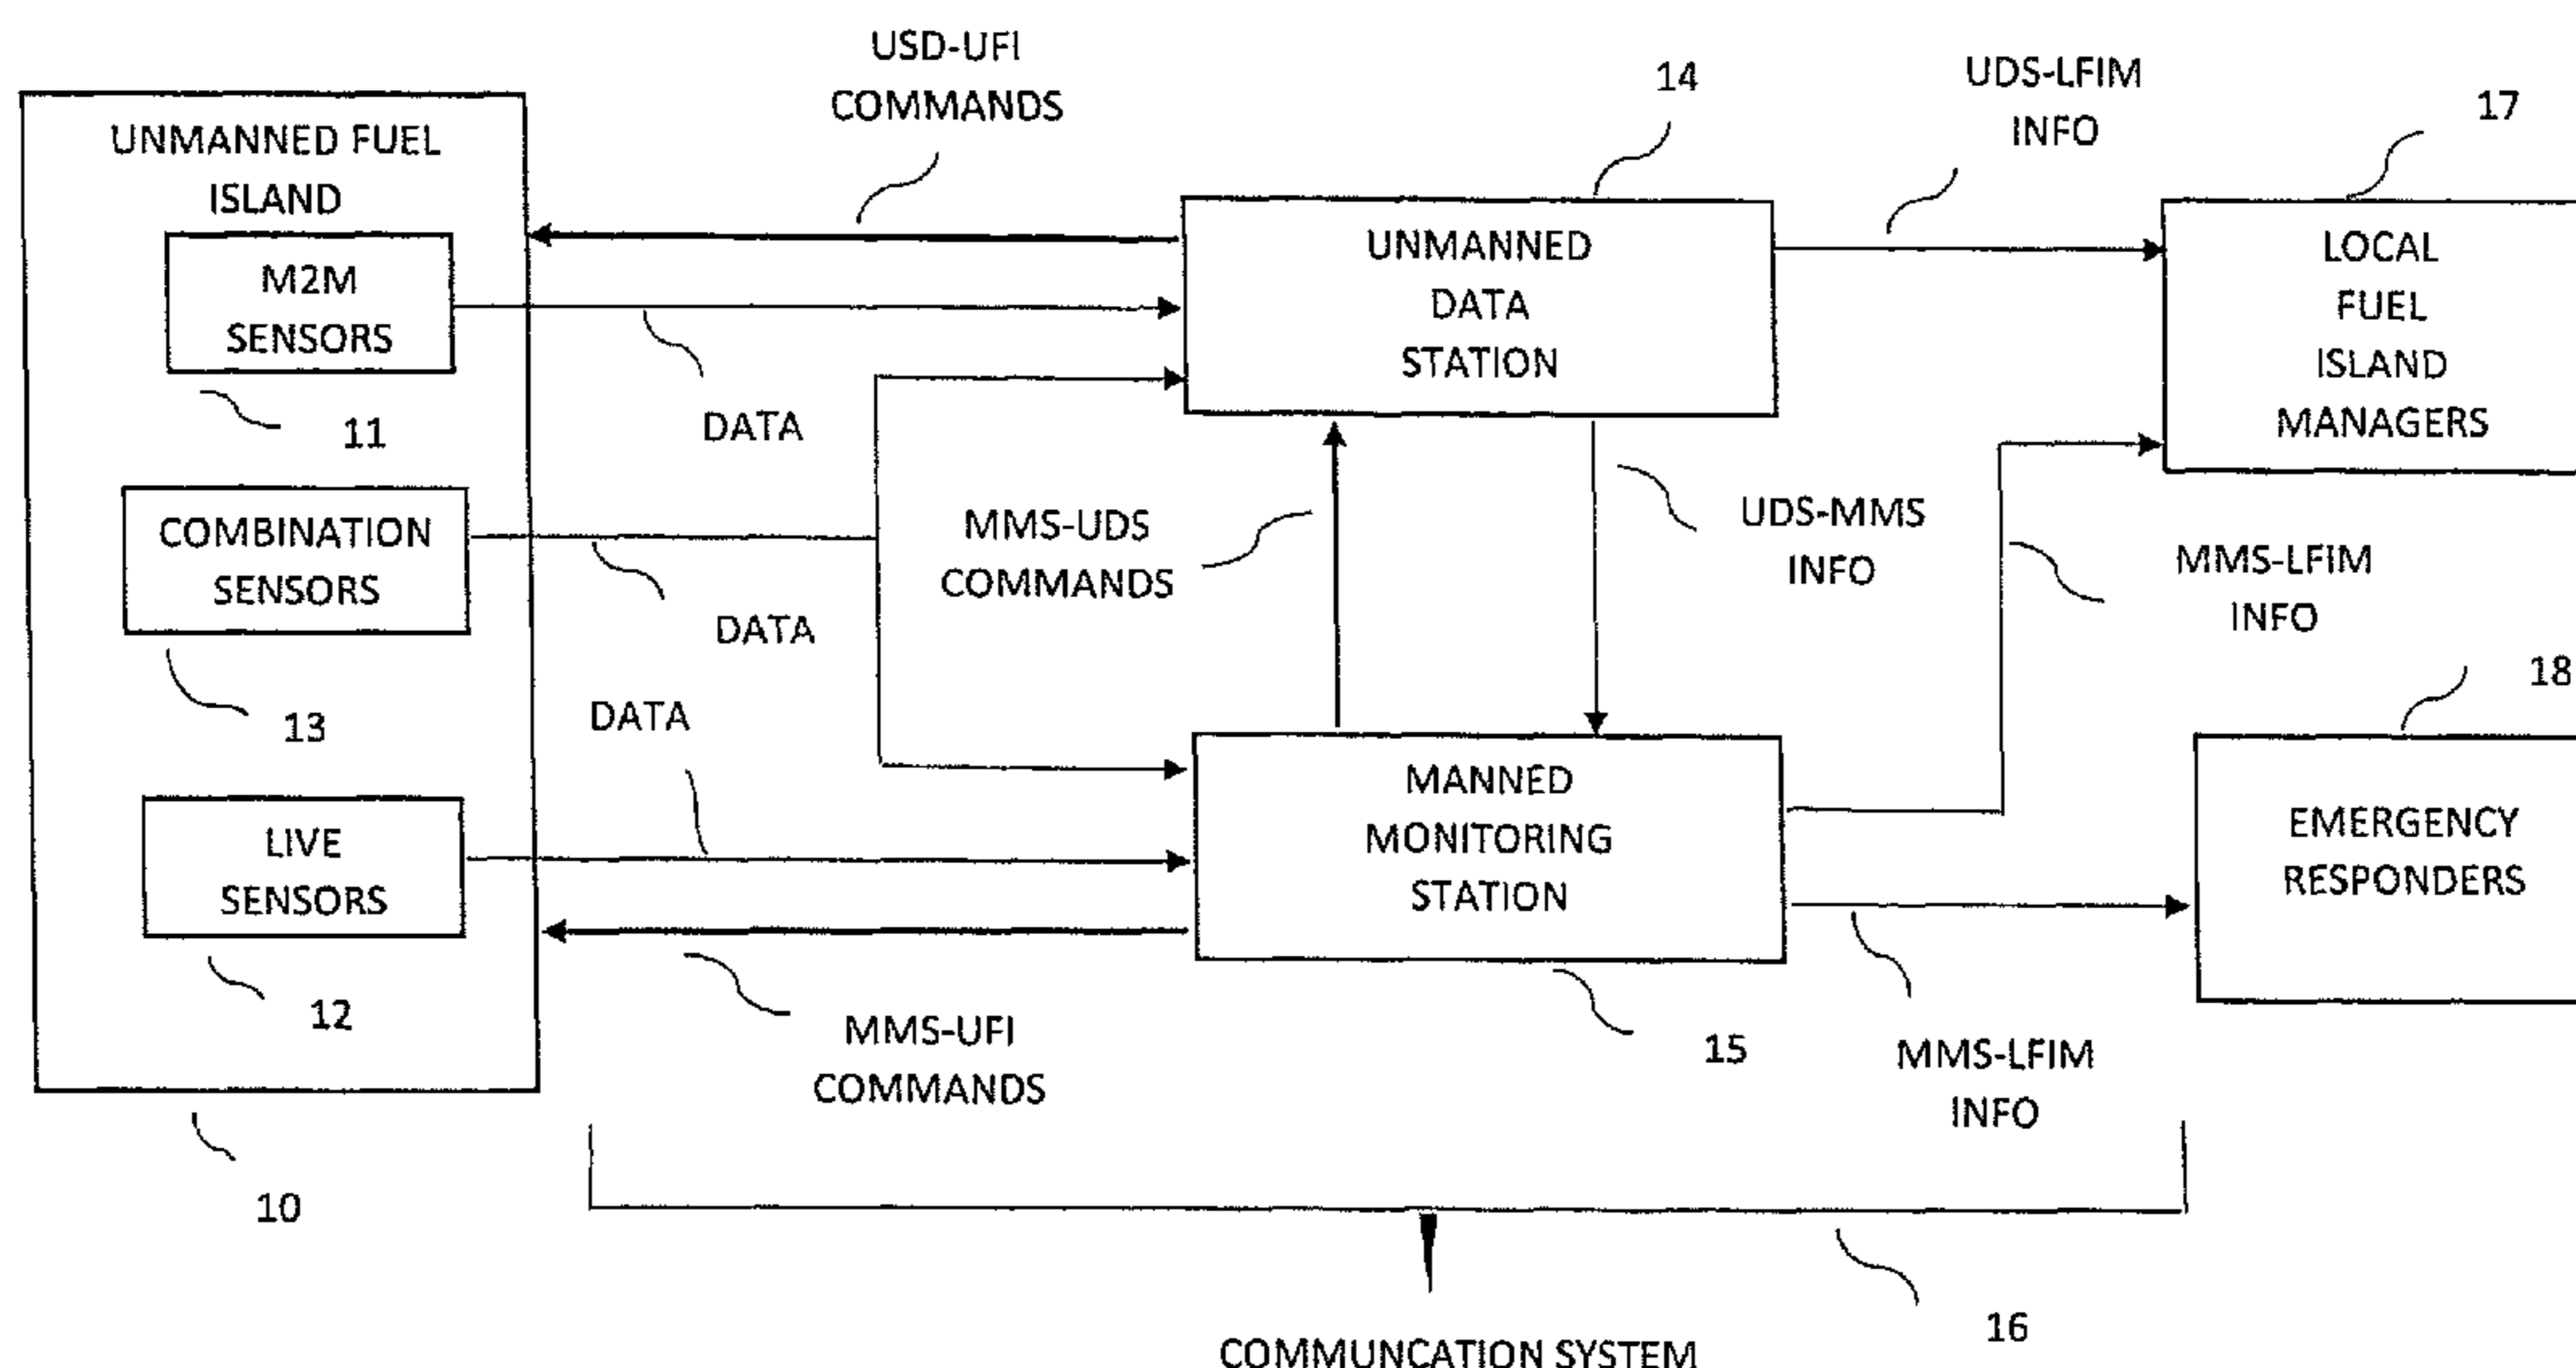 USD-UFI
COMMANDS
14
UDS-LFIM
INFO
17
UNMANNED FUEL
ISLAND
M2M
SENSORS
11
DATA
UNMANNED
DATA
STATION
LOCAL
FUEL
ISLAND
MANAGERS
COMBINATION
SENSORS
13
DATA
MMS-UDS
COMMANDS
UDS-MMS
INFO
MMS-LFIM
INFO
18
DATA
LIVE
SENSORS
12
MANNED
MONITORING
STATION
15
EMERGENCY
RESPONDERS
MMS-UFI
COMMANDS
MMS-LFIM
INFO
10
16
COMMUNCATION SYSTEM